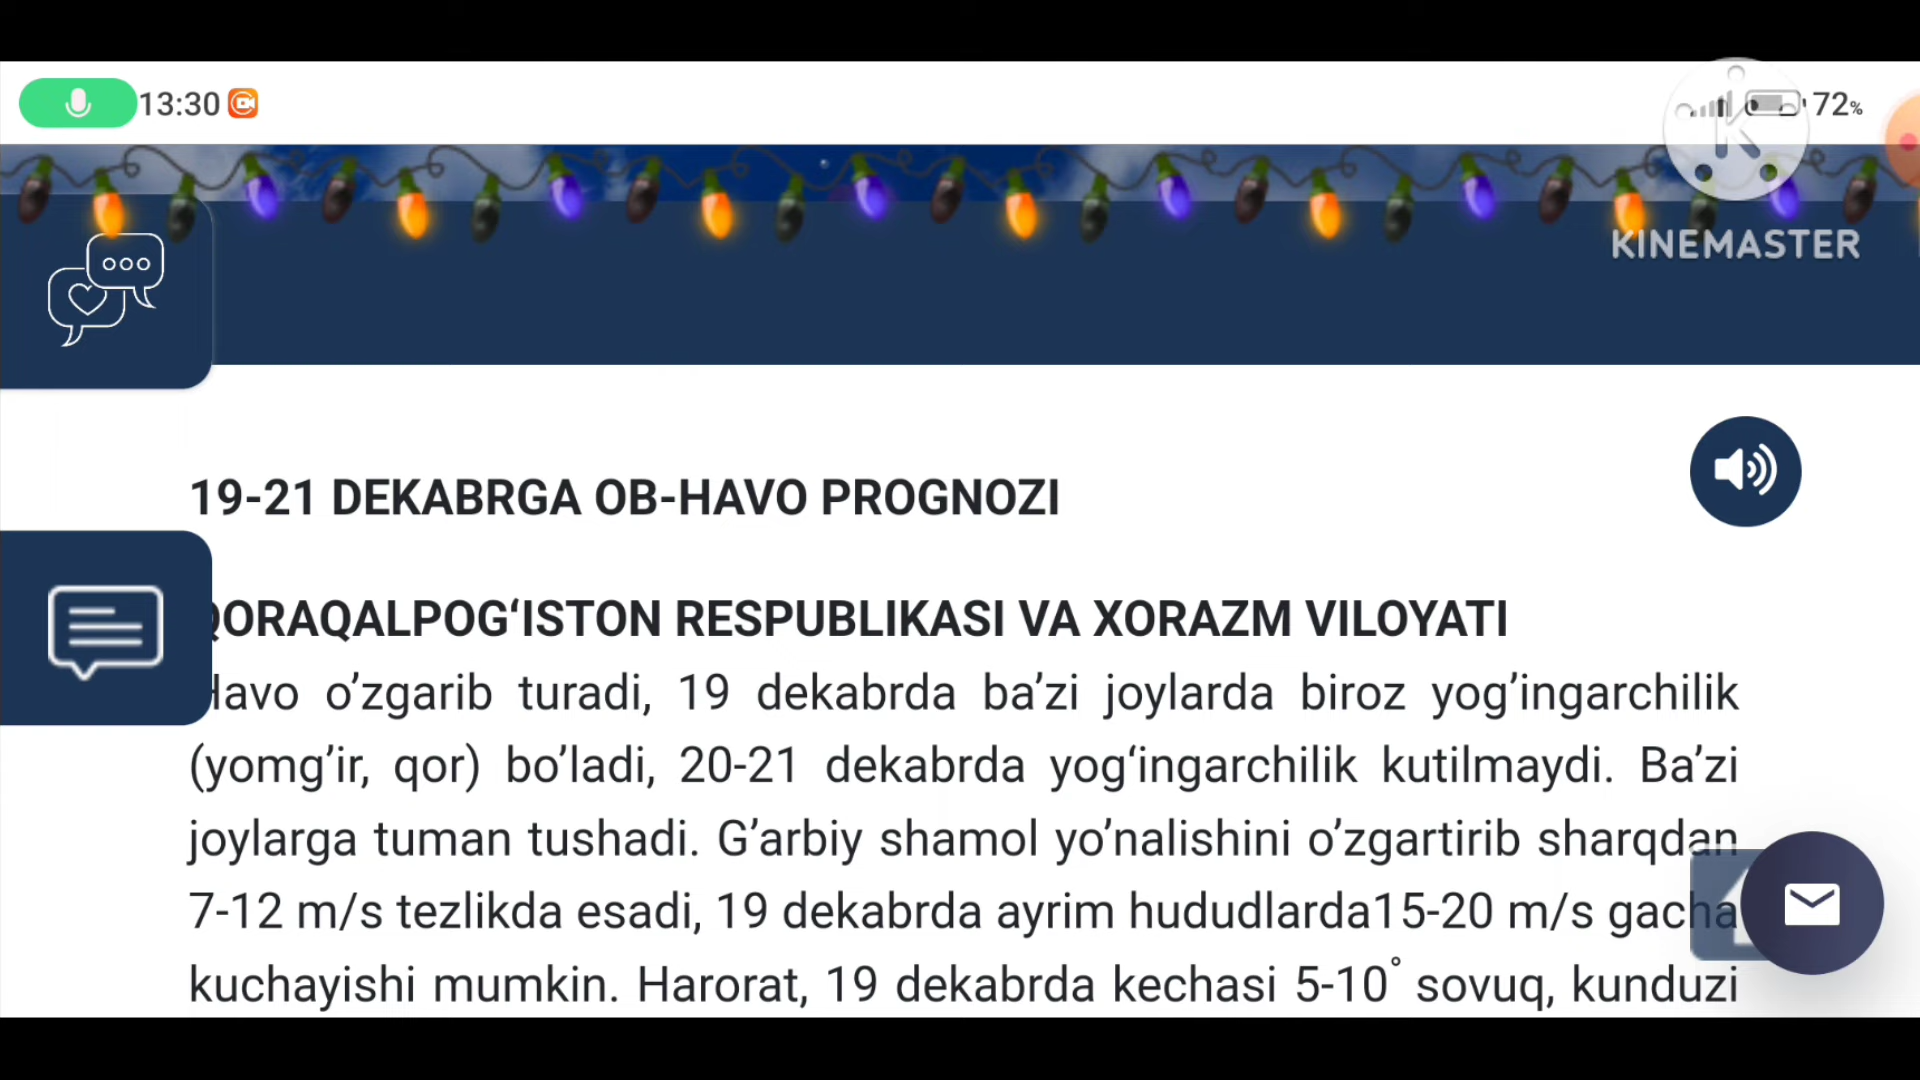 13:30
72%
KINEMASTER
19-21 DEKABRGA OB-HAVO PROGNOZI
QORAQALPOG‘ISTON RESPUBLIKASI VA XORAZM VILOYATI
Havo o’zgarib turadi, 19 dekabrda ba’zi joylarda biroz yog’ingarchilik
(yomg’ir, qor) bo’ladi, 20-21 dekabrda yog‘ingarchilik kutilmaydi. Ba’zi
joylarga tuman tushadi. G’arbiy shamol yo’nalishini o’zgartirib sharqdan
7-12 m/s tezlikda esadi, 19 dekabrda ayrim hududlarda15-20 m/s gacha
kuchayishi mumkin. Harorat, 19 dekabrda kechasi 5-10° sovuq, kunduzi